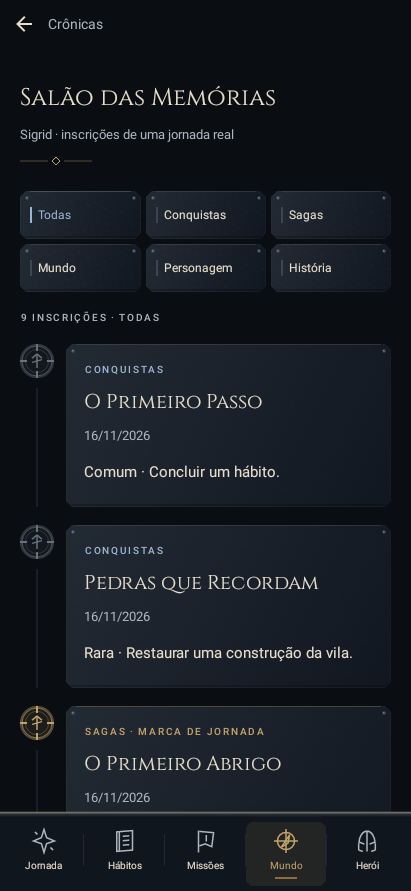 Crônicas
Salão das Memórias
Sigrid · inscrições de uma jornada real
Todas
Conquistas
Sagas
Mundo
Personagem
História
9 INSCRIÇÕES · TODAS
CONQUISTAS
O Primeiro Passo
16/11/2026
Comum · Concluir um hábito.
CONQUISTAS
Pedras que Recordam
16/11/2026
Rara · Restaurar uma construção da vila.
SAGAS · MARCA DE JORNADA
O Primeiro Abrigo
16/11/2026
Jornada
Hábitos
Missões
Mundo
Herói